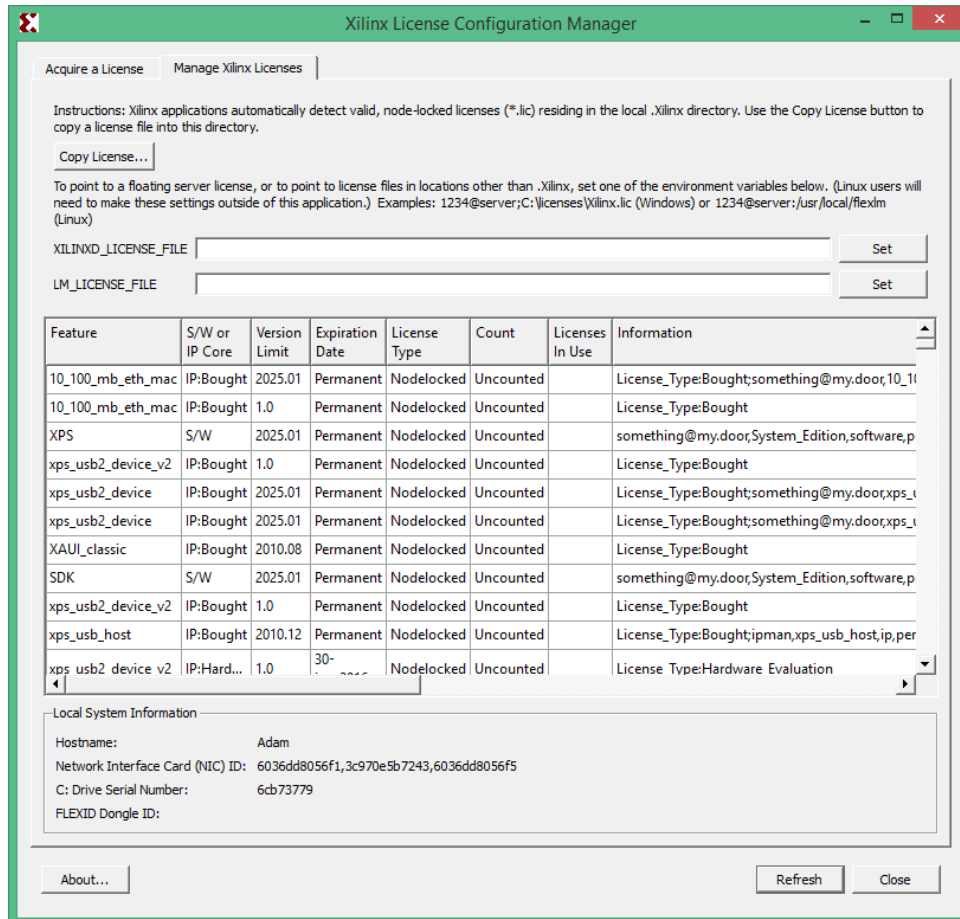 Xilinx License Configuration Manager
Acquire a License
Manage Xilinx Licenses
Instructions: Xilinx applications automatically detect valid, node-locked licenses (*.lic) residing in the local .Xilinx directory. Use the Copy License button to
copy a license file into this directory.
Copy License...
To point to a floating server license, or to point to license files in locations other than .Xilinx, set one of the environment variables below. (Linux users will
need to make these settings outside of this application.) Examples: 1234@server;C:\licenses\Xilinx.lic (Windows) or 1234@server:/usr/local/flexlm
(Linux)
XILINXD_LICENSE_FILE Set
LM_LICENSE_FILE Set
Feature S/W or IP Core Version Limit Expiration Date License Type Count Licenses In Use Information
10_100_mb_eth_mac IP:Bought 2025.01 Permanent Nodelocked Uncounted License_Type:Bought;something@my.door,10_10
10_100_mb_eth_mac IP:Bought 1.0 Permanent Nodelocked Uncounted License_Type:Bought
XPS S/W 2025.01 Permanent Nodelocked Uncounted something@my.door,System_Edition,software,p
xps_usb2_device_v2 IP:Bought 1.0 Permanent Nodelocked Uncounted License_Type:Bought
xps_usb2_device IP:Bought 2025.01 Permanent Nodelocked Uncounted License_Type:Bought;something@my.door,xps_u
xps_usb2_device IP:Bought 2025.01 Permanent Nodelocked Uncounted License_Type:Bought;something@my.door,xps_u
XAUI_classic IP:Bought 2010.08 Permanent Nodelocked Uncounted License_Type:Bought
SDK S/W 2025.01 Permanent Nodelocked Uncounted something@my.door,System_Edition,software,p
xps_usb2_device_v2 IP:Bought 1.0 Permanent Nodelocked Uncounted License_Type:Bought
xps_usb_host IP:Bought 2010.12 Permanent Nodelocked Uncounted License_Type:Bought;ipman,xps_usb_host,ip,per
xps_usb2_device_v2 IP:Hard... 1.0 30- Nodelocked Uncounted License_Type:Hardware_Evaluation
Local System Information
Hostname: Adam
Network Interface Card (NIC) ID: 6036dd8056f1,3c970e5b7243,6036dd8056f5
C: Drive Serial Number: 6cb73779
FLEXID Dongle ID:
About... Refresh Close